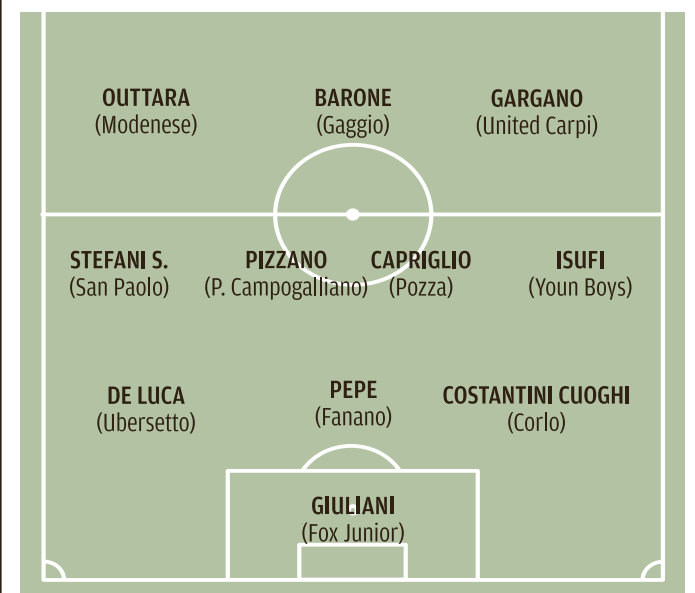 OUTTARA
(Modenese)
BARONE
(Gaggio)
GARGANO
(United Carpi)
STEFANI S.
(San Paolo)
PIZZANO
(P. Campogalliano)
CAPRIGLIO
(Pozza)
ISUFI
(Youn Boys)
DE LUCA
(Ubersetto)
PEPE
(Fanano)
COSTANTINI CUOGHI
(Corlo)
GIULIANI
(Fox Junior)